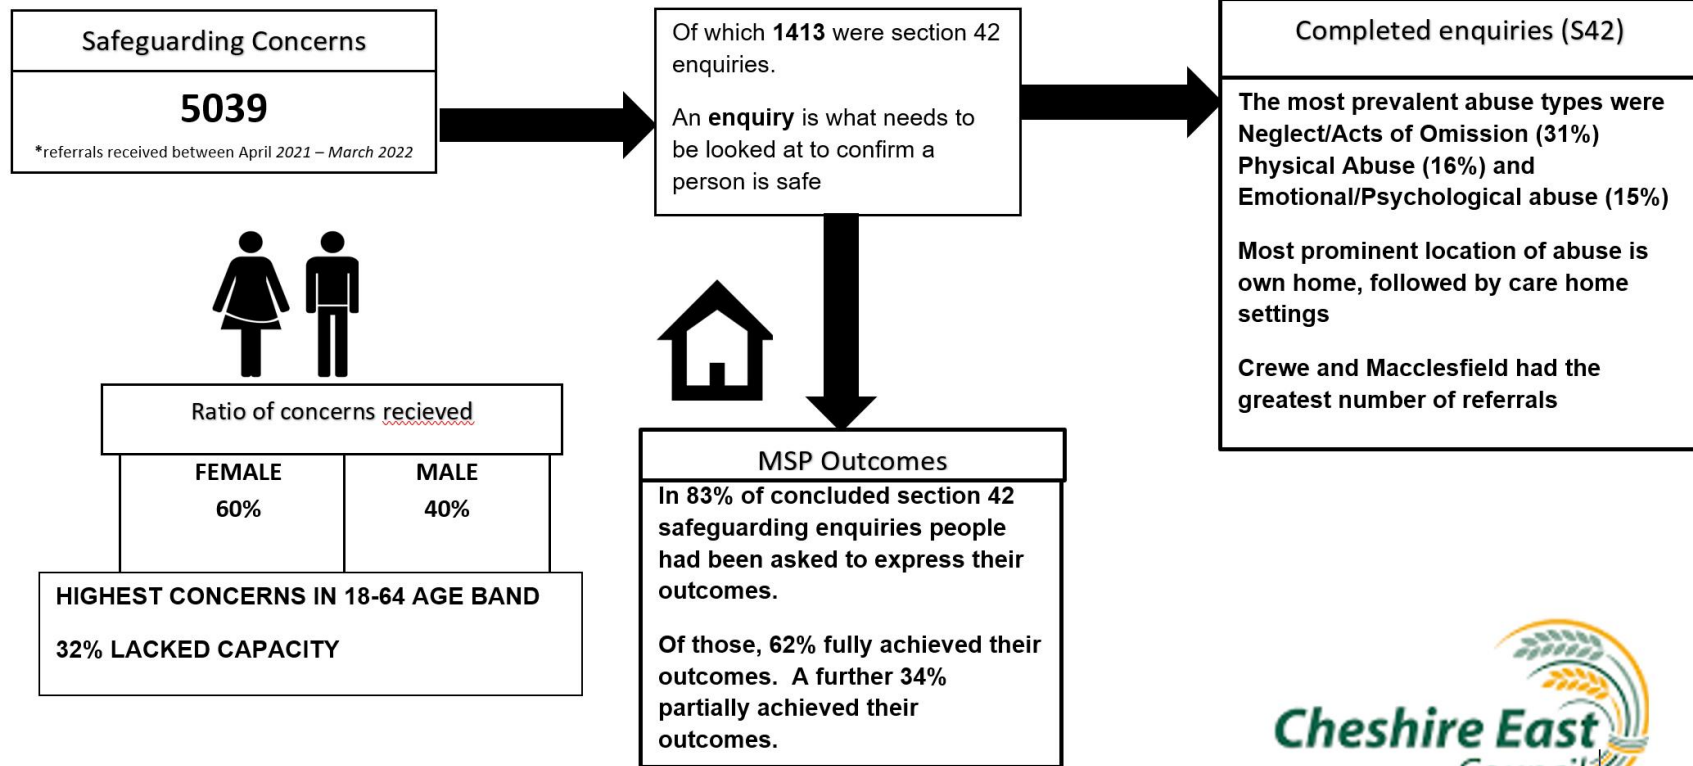 Safeguarding Concerns
5039
*referrals received between April 2021 – March 2022
Of which 1413 were section 42
enquiries.
An enquiry is what needs to
be looked at to confirm a
person is safe
Completed enquiries (S42)
The most prevalent abuse types were
Neglect/Acts of Omission (31%)
Physical Abuse (16%) and
Emotional/Psychological abuse (15%)
Most prominent location of abuse is
own home, followed by care home
settings
Crewe and Macclesfield had the
greatest number of referrals
Ratio of concerns recieved
FEMALE MALE
60% 40%
HIGHEST CONCERNS IN 18-64 AGE BAND
32% LACKED CAPACITY
MSP Outcomes
In 83% of concluded section 42
safeguarding enquiries people
had been asked to express their
outcomes.
Of those, 62% fully achieved their
outcomes. A further 34%
partially achieved their
outcomes.
Cheshire East
Council